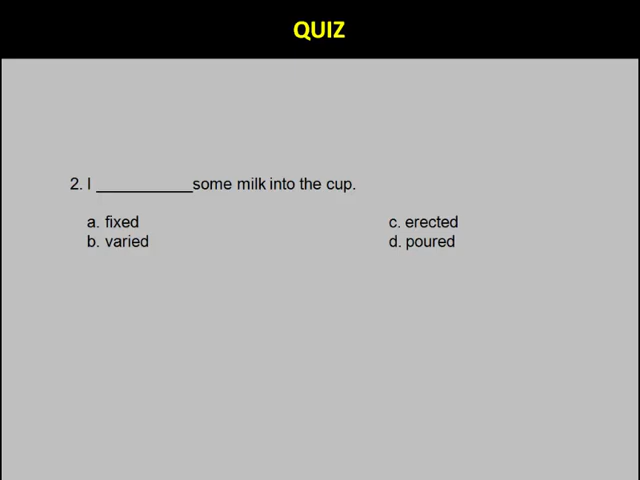 QUIZ
2. I ___________some milk into the cup.
a. fixed
b. varied
c. erected
d. poured